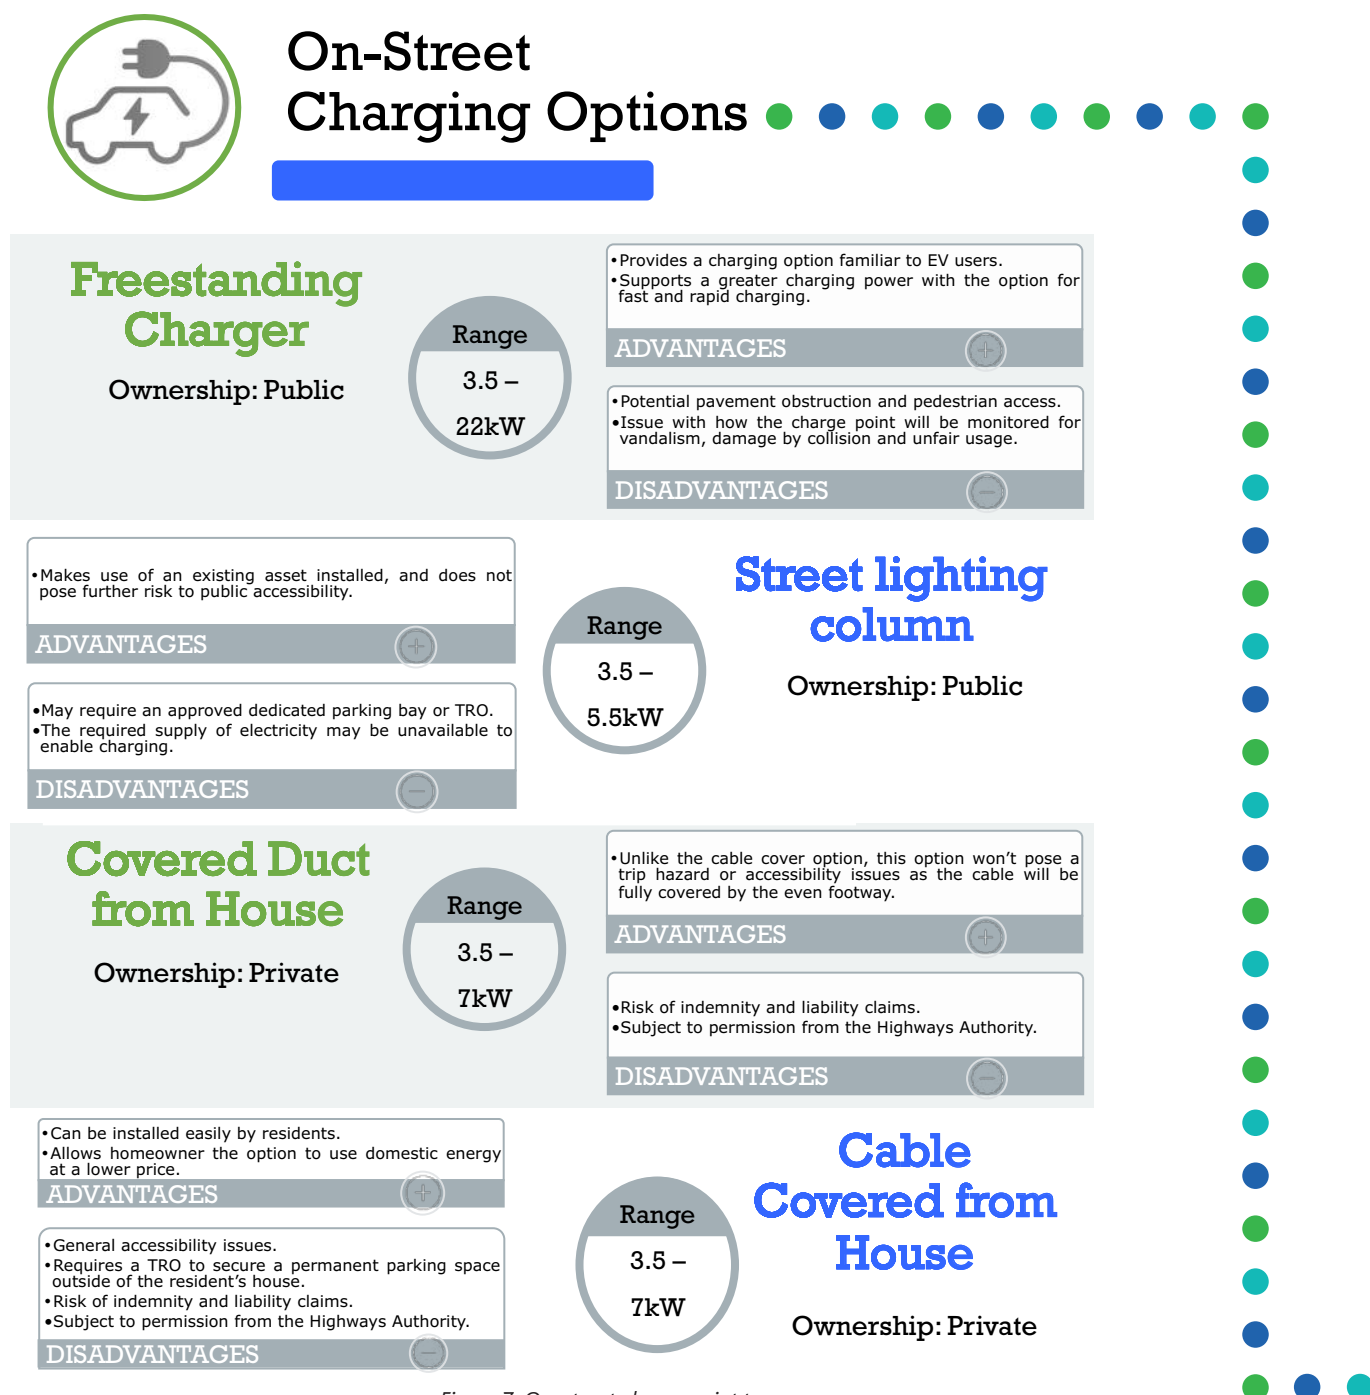 On-Street
Charging Options
Freestanding
Charger
Ownership: Public
Range
3.5 –
22kW
•Provides a charging option familiar to EV users.
•Supports a greater charging power with the option for
fast and rapid charging.
ADVANTAGES
•Potential pavement obstruction and pedestrian access.
•Issue with how the charge point will be monitored for
vandalism, damage by collision and unfair usage.
DISADVANTAGES
•Makes use of an existing asset installed, and does not
pose further risk to public accessibility.
ADVANTAGES
•May require an approved dedicated parking bay or TRO.
•The required supply of electricity may be unavailable to
enable charging.
DISADVANTAGES
Range
3.5 –
5.5kW
Street lighting
column
Ownership: Public
Covered Duct
from House
Ownership: Private
Range
3.5 –
7kW
•Unlike the cable cover option, this option won’t pose a
trip hazard or accessibility issues as the cable will be
fully covered by the even footway.
ADVANTAGES
•Risk of indemnity and liability claims.
•Subject to permission from the Highways Authority.
DISADVANTAGES
•Can be installed easily by residents.
•Allows homeowner the option to use domestic energy
at a lower price.
ADVANTAGES
•General accessibility issues.
•Requires a TRO to secure a permanent parking space
outside of the resident’s house.
•Risk of indemnity and liability claims.
•Subject to permission from the Highways Authority.
DISADVANTAGES
Range
3.5 –
7kW
Cable
Covered from
House
Ownership: Private